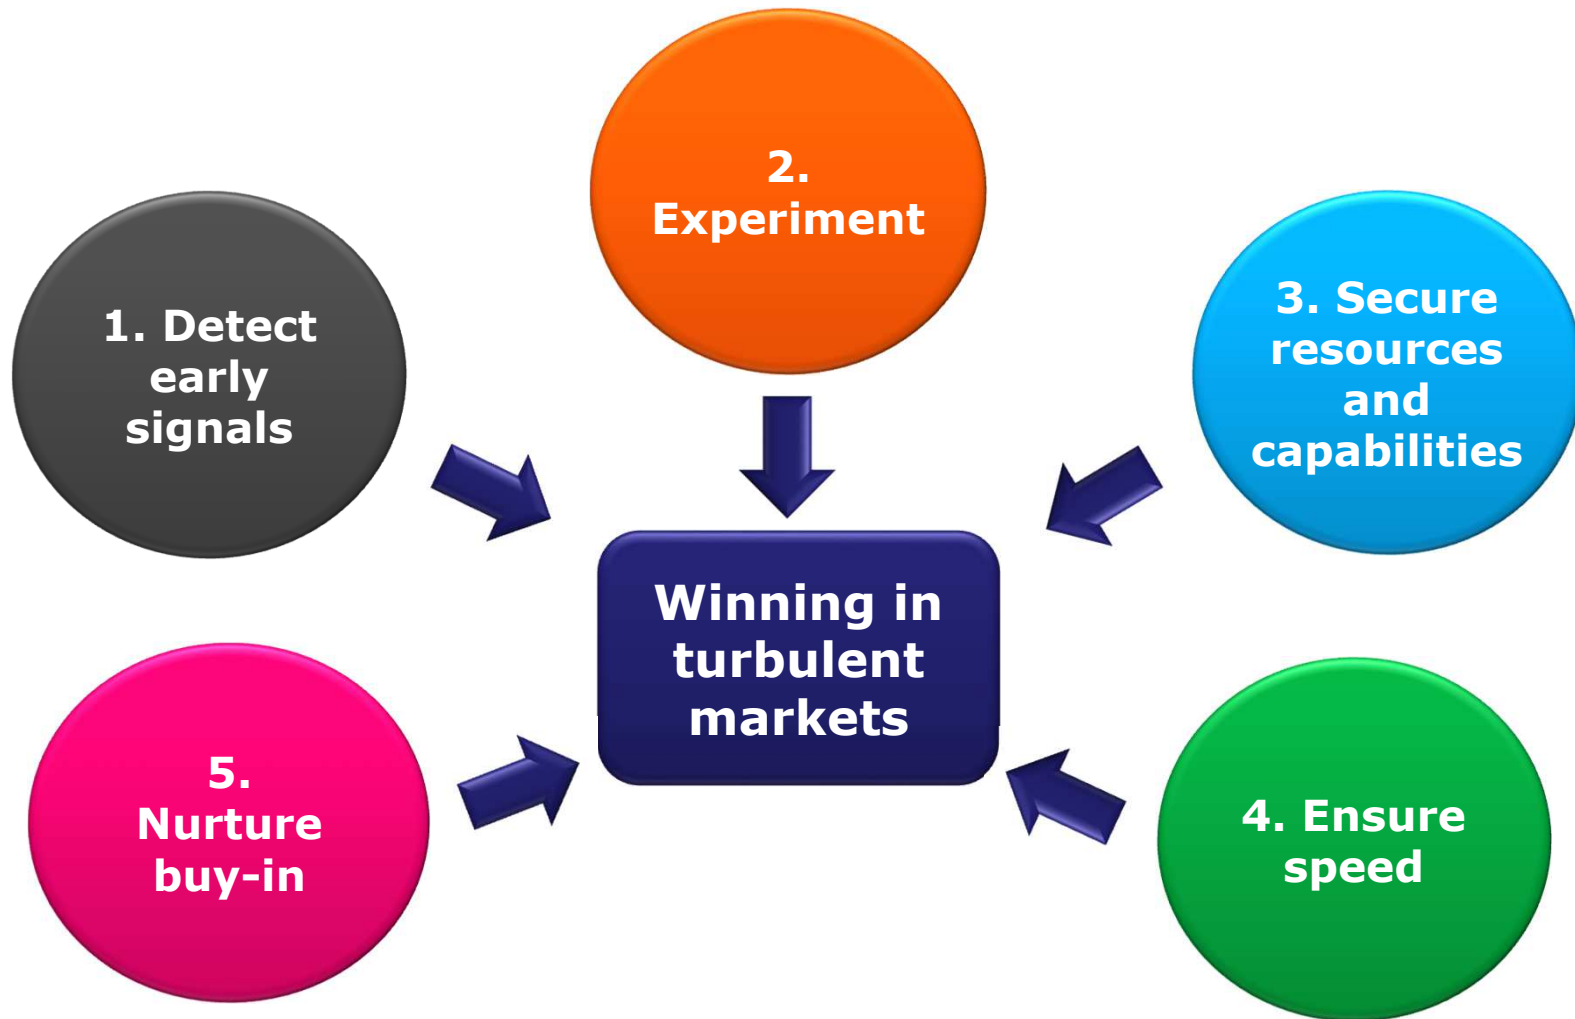 1. Detect
early
signals
2.
Experiment
3. Secure
resources
and
capabilities
4. Ensure
speed
5.
Nurture
buy-in
Winning in
turbulent
markets